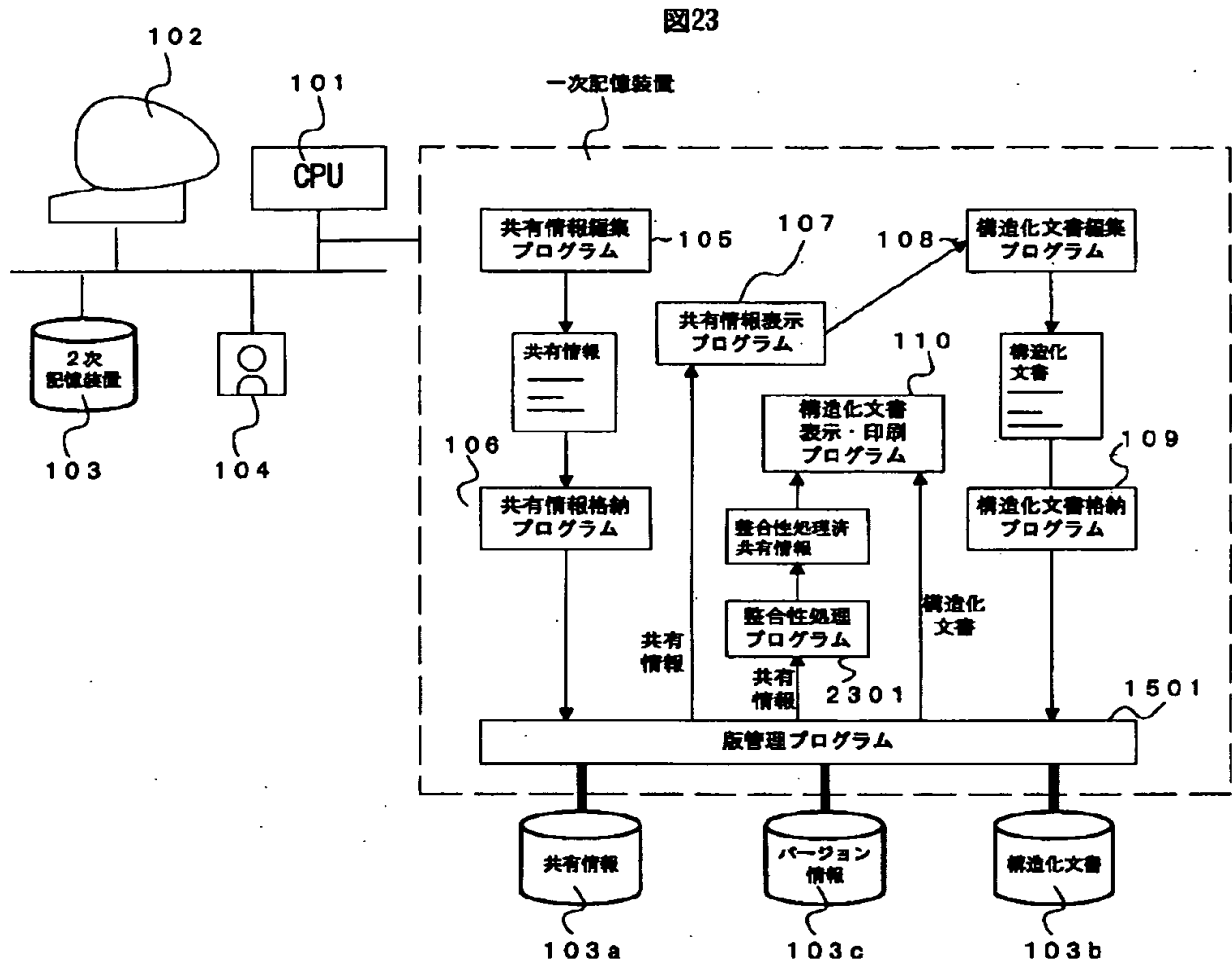 図23
102
101
CPU
一次記憶装置
2次
記憶装置
103
104
共有情報編集
プログラム
105
107
108
構造化文書編集
プログラム
共有情報表示
プログラム
共有情報
110
構造化
文書
構造化文書
表示・印刷
プログラム
106
109
共有情報格納
プログラム
整合性処理済
共有情報
構造化文書格納
プログラム
整合性処理
プログラム
2301
共有
情報
共有
情報
構造化
文書
1501
版管理プログラム
共有情報
バージョン
情報
構造化文書
103a
103c
103b